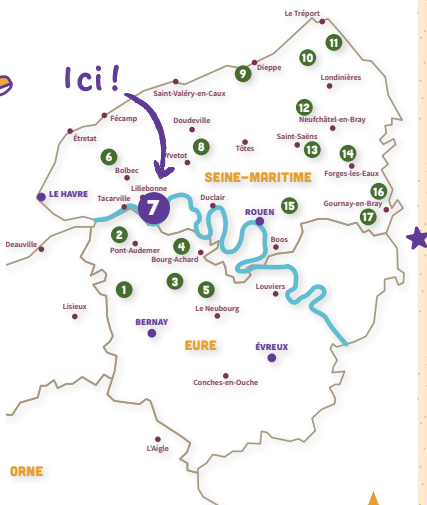 Le Tréport
11
10
Dieppe
9
Londinières
Saint-Valéry-en-Caux
12
Fécamp
Doudeville
Neufchâtel-en-Bray
Ici !
Étretat
Saint-Saëns
Yvetot
8
Tôtes
13
14
6
Bolbec
SEINE-MARITIME
Forges-les-Eaux
Lillebonne
16
LE HAVRE
Tacarville
Duclair
7
ROUEN
15
Gournay-en-Bray
17
2
Deauville
Pont-Audemer
4
Boos
Bourg-Achard
1
3
5
Louviers
Lisieux
Le Neubourg
BERNAY
EURE
ÉVREUX
Conches-en-Ouche
L'Aigle
ORNE